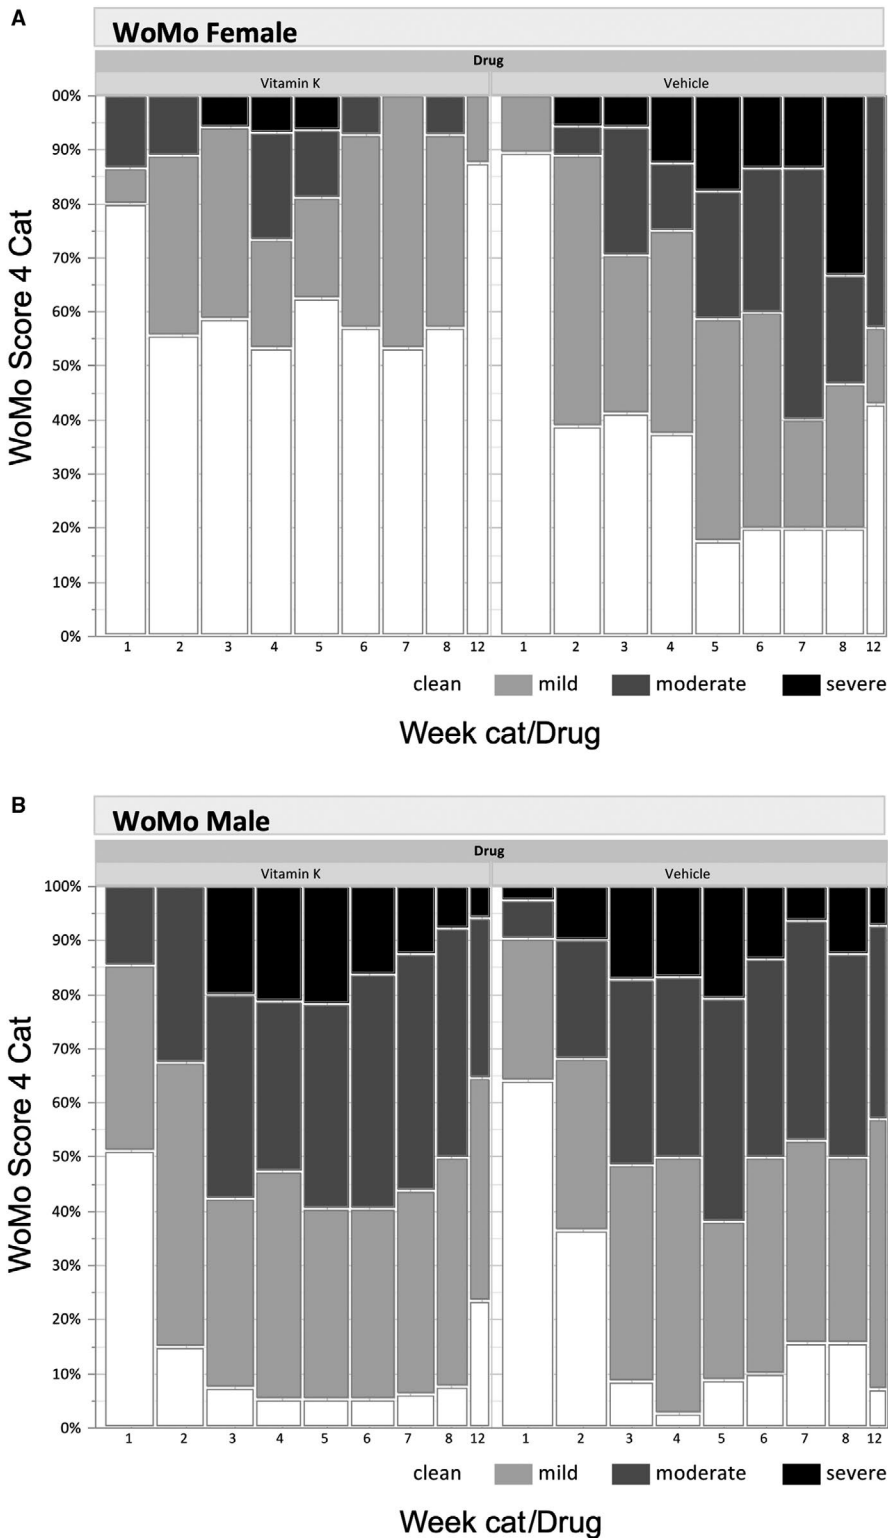 A
WoMo Female
Drug
Vitamin K Vehicle
00%
90%
80%
70%
60%
50%
40%
30%
20%
10%
0%
WoMo Score 4 Cat
1 2 3 4 5 6 7 8 12 1 2 3 4 5 6 7 8 12
clean mild moderate severe
Week cat/Drug
B
WoMo Male
Drug
Vitamin K Vehicle
100%
90%
80%
70%
60%
50%
40%
30%
20%
10%
0%
WoMo Score 4 Cat
1 2 3 4 5 6 7 8 12 1 2 3 4 5 6 7 8 12
clean mild moderate severe
Week cat/Drug